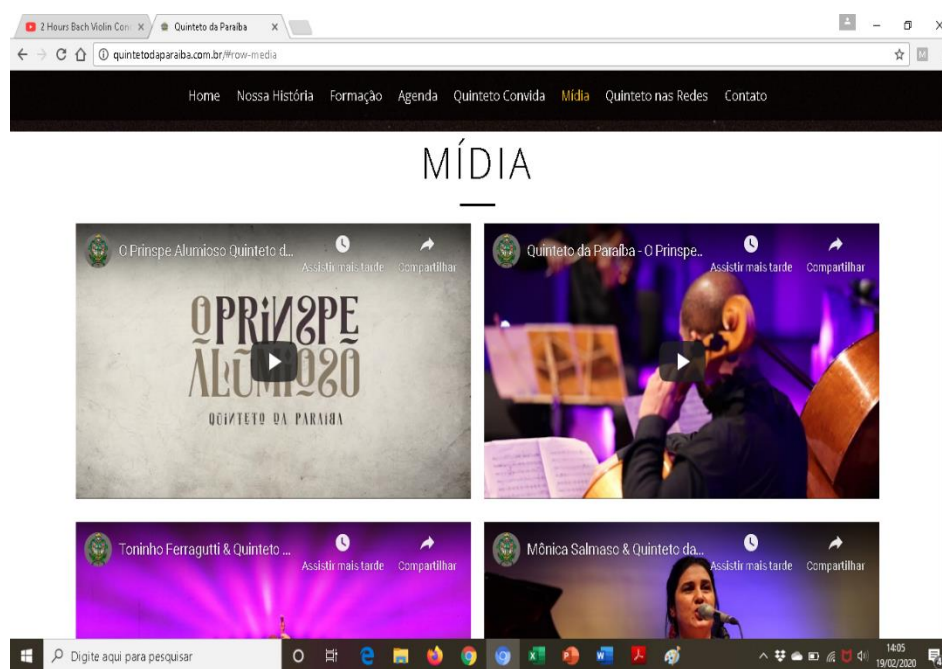 2 Hours Bach Violin Con
Quinteto da Paraíba
quintetodaparaiba.com.br/#row-media
Home Nossa História Formação Agenda Quinteto Convida Mídia Quinteto nas Redes Contato
MÍDIA
O Prinspe Alumioso Quinteto d...
Assistir mais tarde
Compartilhar
O PRINSPE
ALUMIOSO
QUINTETO DA PARAIBA
Quinteto da Paraíba - O Prinspe...
Assistir mais tarde
Compartilhar
Toninho Ferragutti & Quinteto ...
Assistir mais tarde
Compartilhar
Mônica Salmaso & Quinteto da...
Assistir mais tarde
Compartilhar
Digite aqui para pesquisar
14:05
19/02/2020